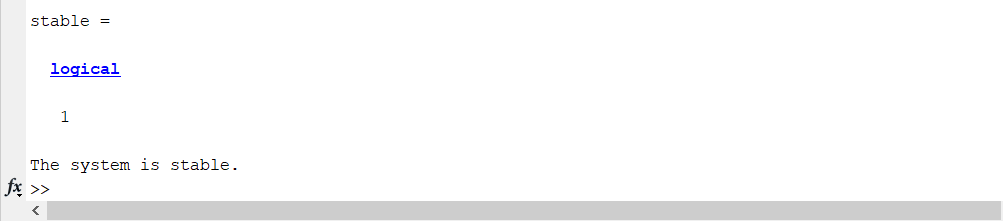 stable =
logical
1
The system is stable.
fx >>
<